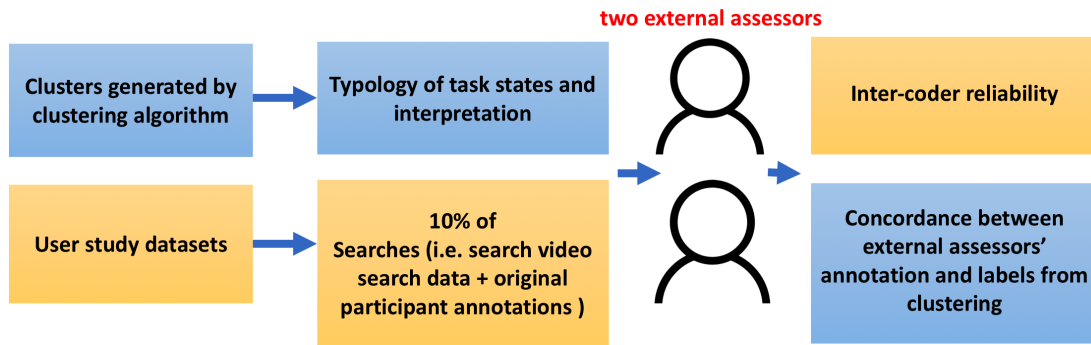 two external assessors
Clusters generated by
clustering algorithm
Typology of task states and
interpretation
Inter-coder reliability
User study datasets
10% of
Searches (i.e. search video
search data + original
participant annotations )
Concordance between
external assessors’
annotation and labels from
clustering